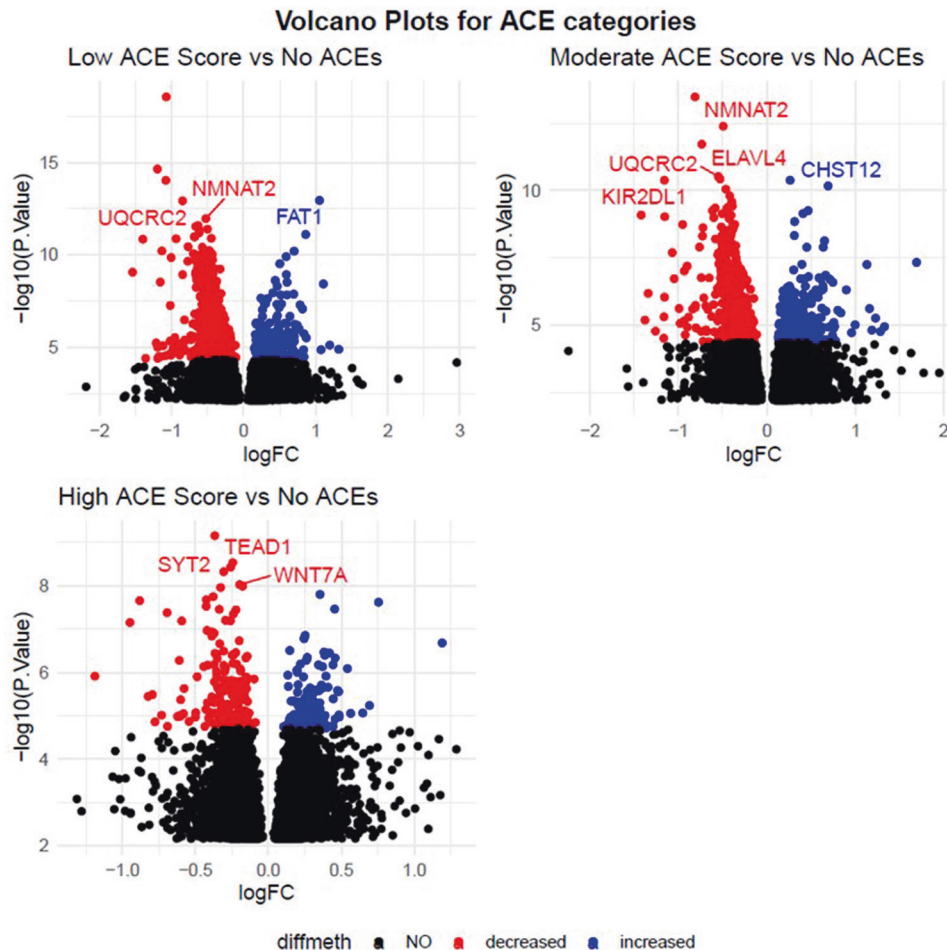 Volcano Plots for ACE categories
Low ACE Score vs No ACEs
−log10(P.Value)
15
10
5
NMNAT2
UQCRC2
FAT1
−2 −1 0 1 2 3
logFC
Moderate ACE Score vs No ACEs
−log10(P.Value)
10
5
NMNAT2
UQCRC2 ELAVL4
CHST12
KIR2DL1
−2 −1 0 1 2
logFC
High ACE Score vs No ACEs
−log10(P.Value)
8
6
4
2
TEAD1
SYT2
WNT7A
−1.0 −0.5 0.0 0.5 1.0
logFC
diffmeth NO decreased increased